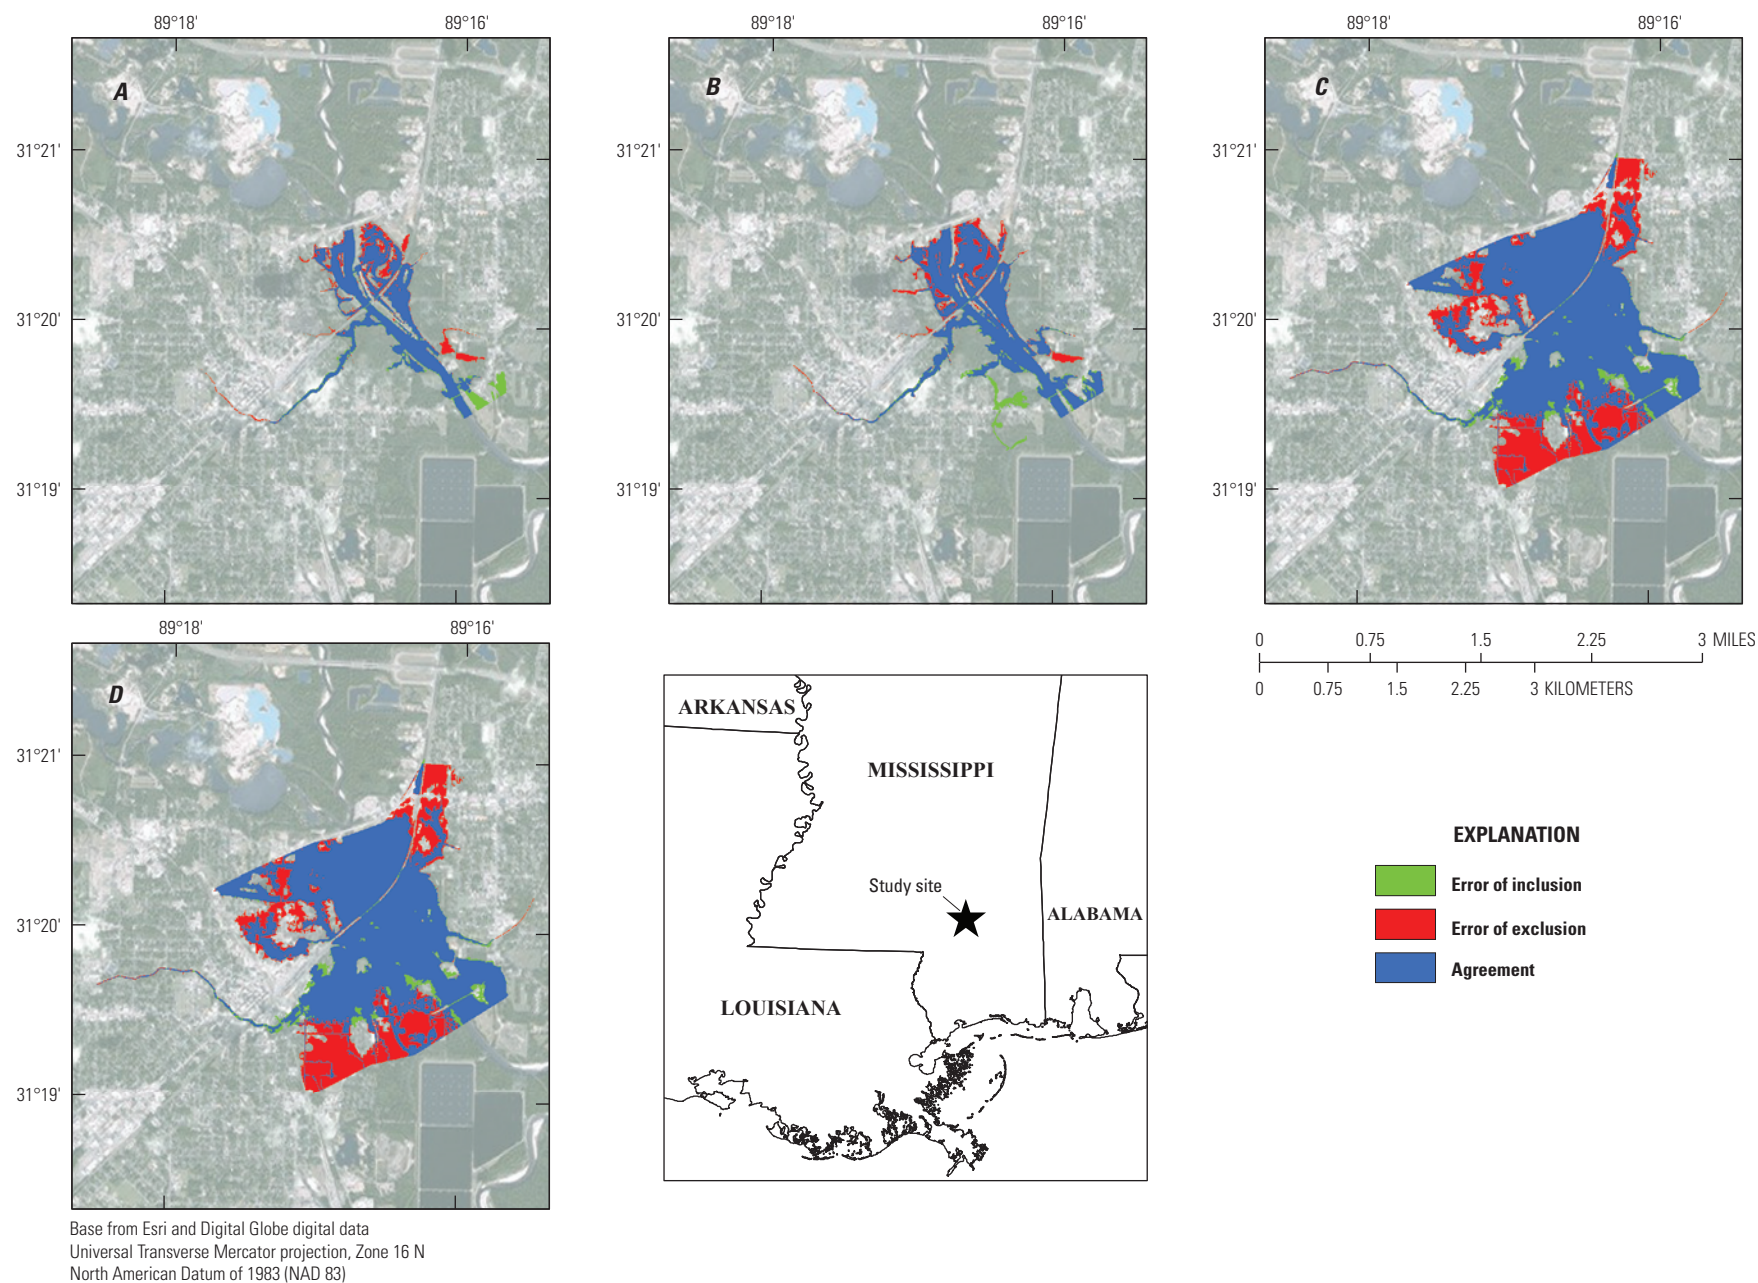 89°18' 89°16' 89°18' 89°16' 89°18' 89°16'
A B C
31°21' 31°21' 31°21'
31°20' 31°20' 31°20'
31°19' 31°19' 31°19'
89°18' 89°16'
0 0.75 1.5 2.25 3 MILES
0 0.75 1.5 2.25 3 KILOMETERS
D
31°21'
31°20'
31°19'
ARKANSAS
MISSISSIPPI
Study site
ALABAMA
LOUISIANA
EXPLANATION
Error of inclusion
Error of exclusion
Agreement
Base from Esri and Digital Globe digital data
Universal Transverse Mercator projection, Zone 16 N
North American Datum of 1983 (NAD 83)